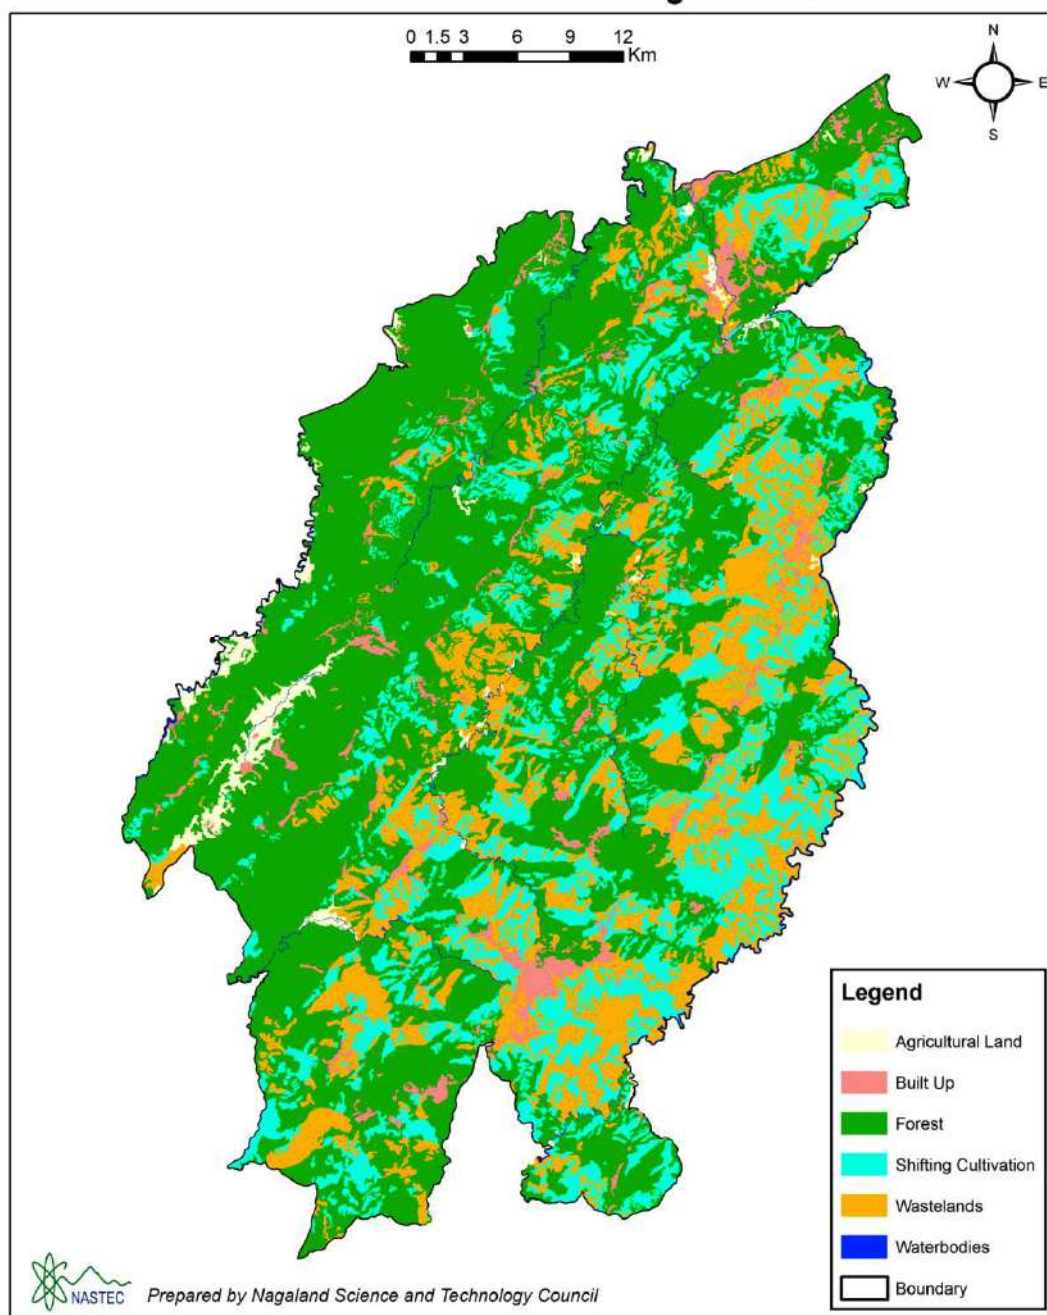 0 1.5 3 6 9 12
Km
N
W E
S
Legend
Agricultural Land
Built Up
Forest
Shifting Cultivation
Wastelands
Waterbodies
Boundary
NASTEC
Prepared by Nagaland Science and Technology Council